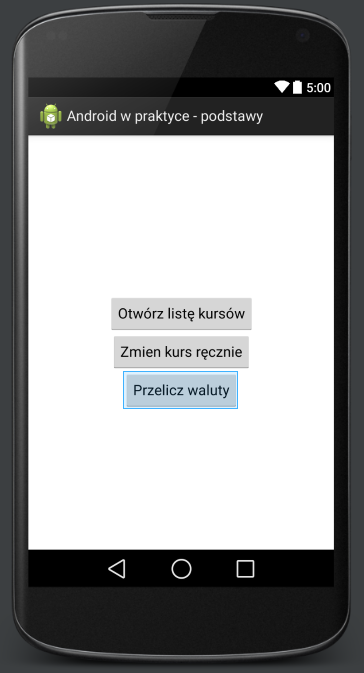 5:00
Android w praktyce - podstawy
Otwórz listę kursów
Zmien kurs ręcznie
Przelicz waluty